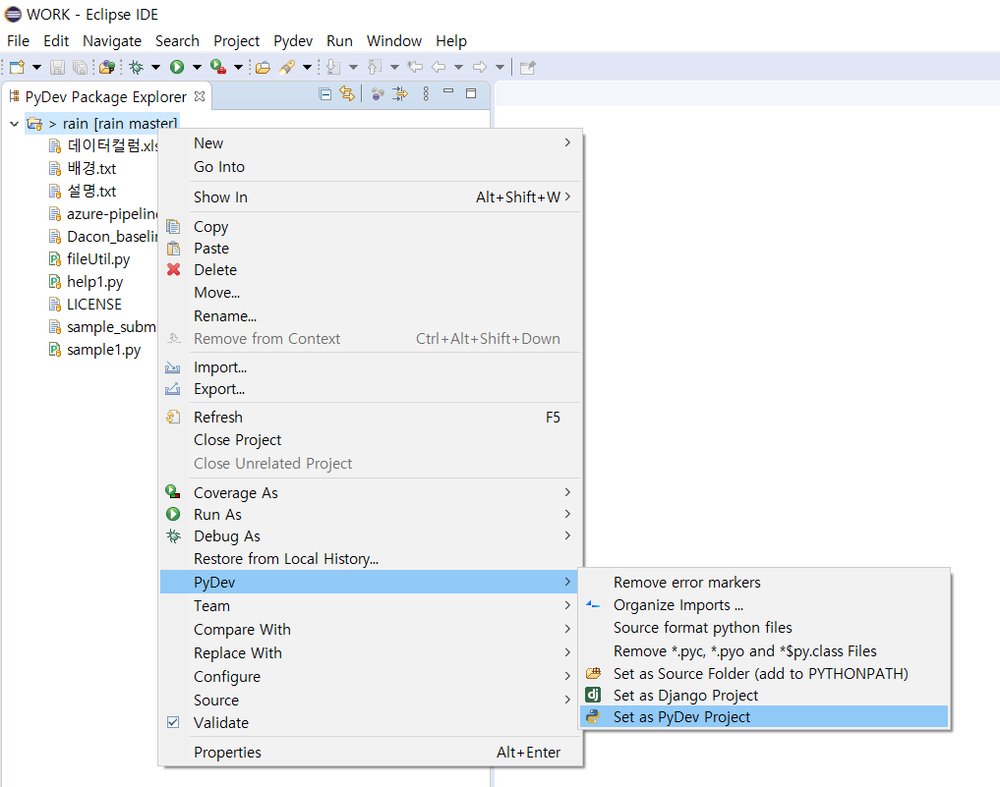 WORK - Eclipse IDE
File Edit Navigate Search Project Pydev Run Window Help
PyDev Package Explorer
> rain [rain master]
데이터컬럼.xls
배경.txt
설명.txt
azure-pipeline
Dacon_baselin
fileUtil.py
help1.py
LICENSE
sample_subm
sample1.py
New
Go Into
Show In Alt+Shift+W
Copy
Paste
Delete
Move...
Rename...
Remove from Context Ctrl+Alt+Shift+Down
Import...
Export...
Refresh F5
Close Project
Close Unrelated Project
Coverage As
Run As
Debug As
Restore from Local History...
PyDev
Team
Compare With
Replace With
Configure
Source
Validate
Properties Alt+Enter
Remove error markers
Organize Imports ...
Source format python files
Remove *.pyc, *.pyo and *$py.class Files
Set as Source Folder (add to PYTHONPATH)
dj Set as Django Project
Set as PyDev Project